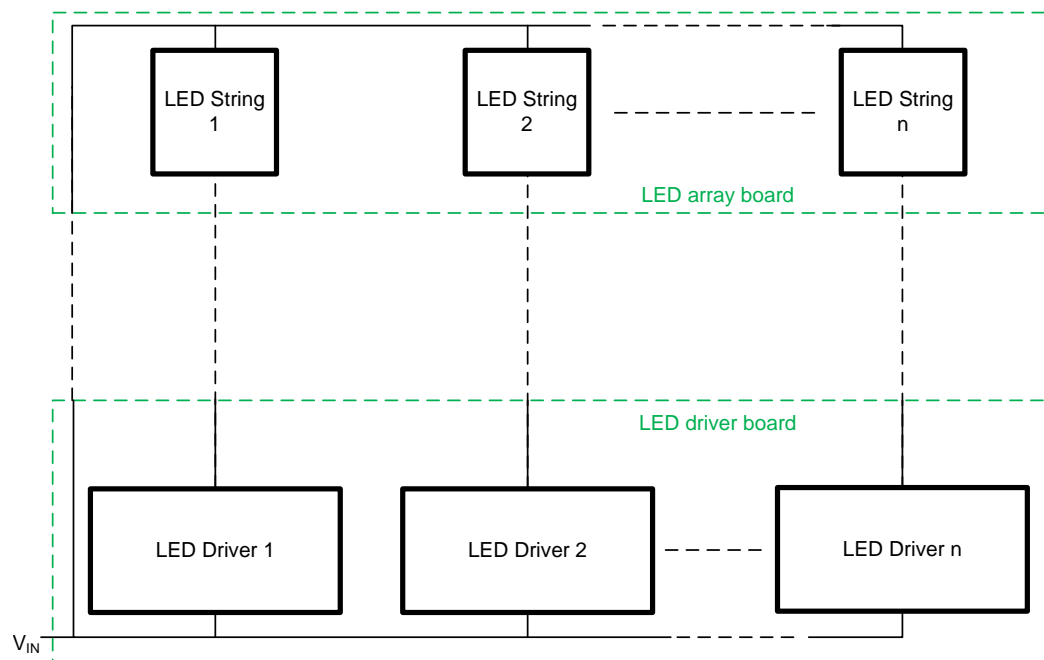 LED String
1
LED String
2
LED String
n
LED array board
LED driver board
LED Driver 1
LED Driver 2
LED Driver n
VIN